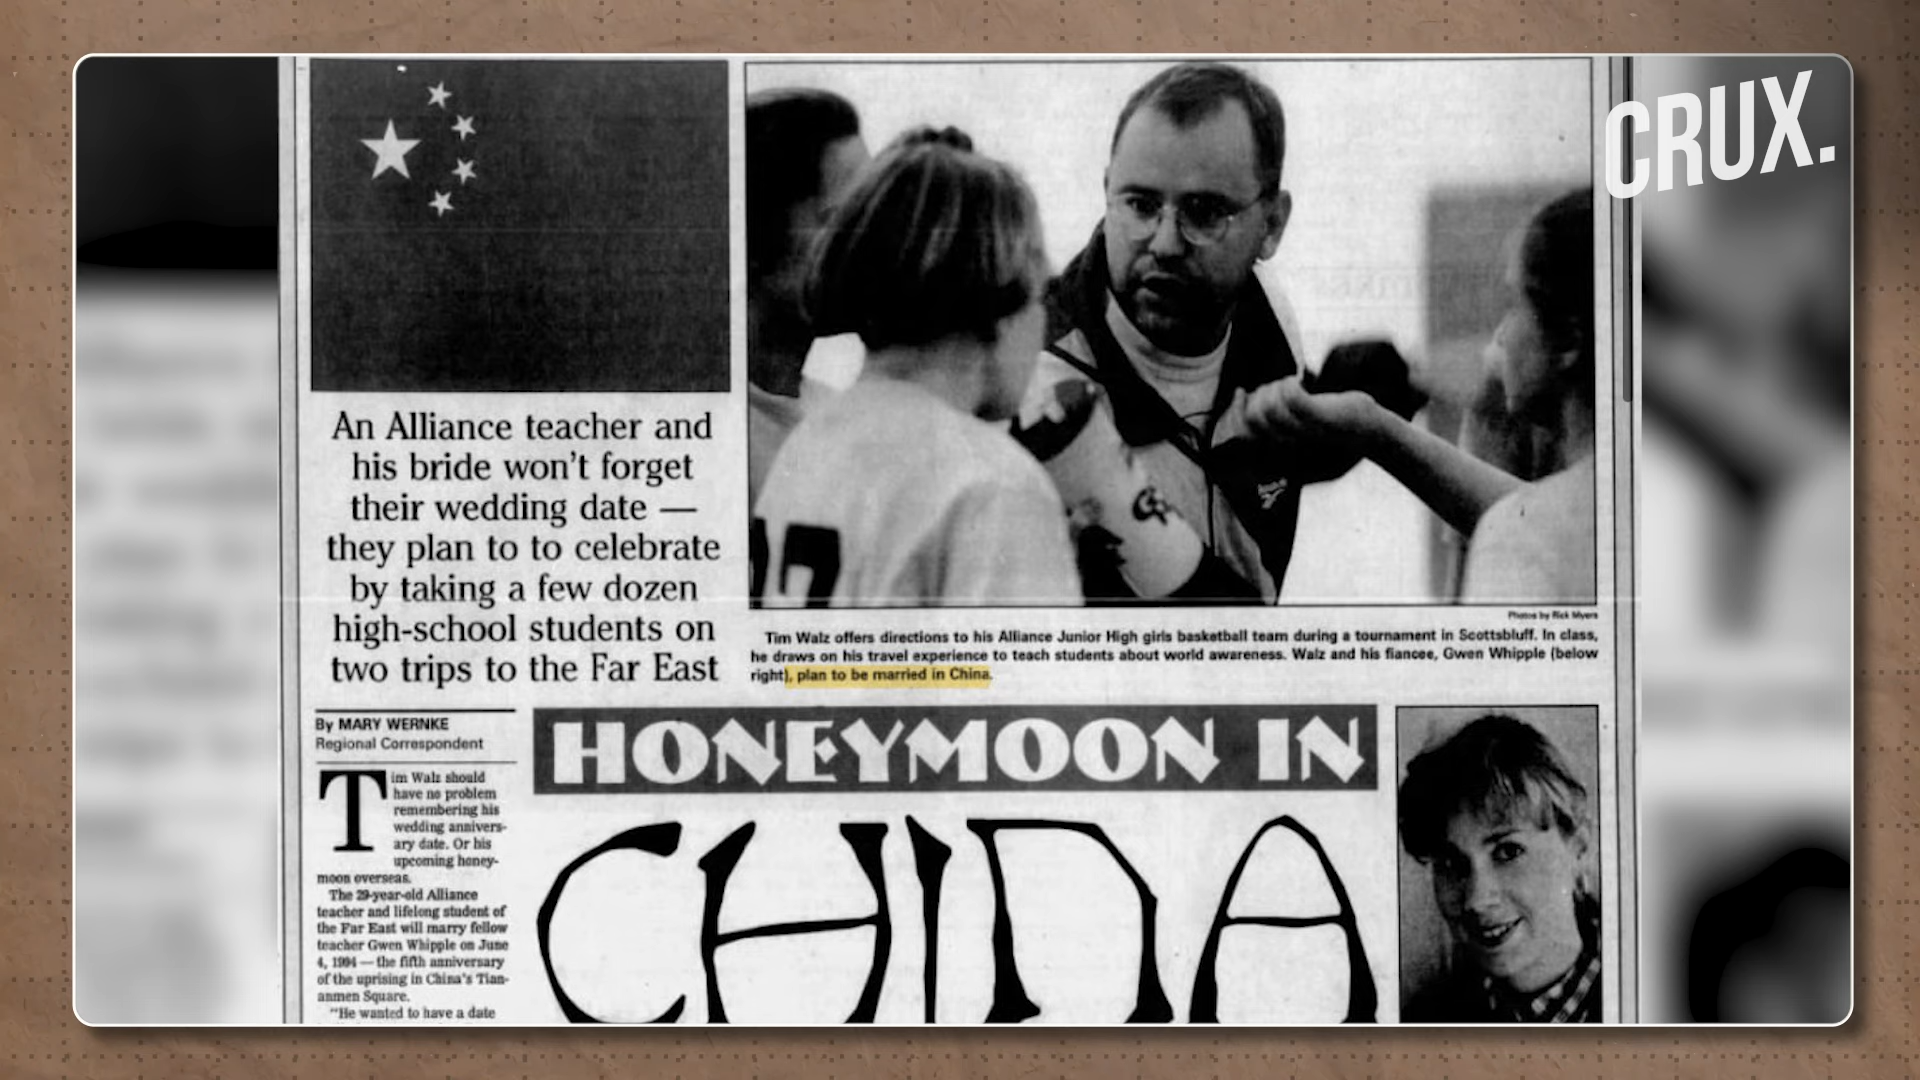 CRUX.
An Alliance teacher and
his bride won't forget
their wedding date —
they plan to to celebrate
by taking a few dozen
high-school students on
two trips to the Far East
Photos by Rick Myers
Tim Walz offers directions to his Alliance Junior High girls basketball team during a tournament in Scottsbluff. In class,
he draws on his travel experience to teach students about world awareness. Walz and his fiancee, Gwen Whipple (below
right), plan to be married in China.
By MARY WERNKE
Regional Correspondent
HONEYMOON IN
CHINA
Tim Walz should
have no problem
remembering his
wedding annivers-
ary date. Or his
upcoming honey-
moon overseas.
The 29-year-old Alliance
teacher and lifelong student of
the Far East will marry fellow
teacher Gwen Whipple on June
4, 1994 — the fifth anniversary
of the uprising in China's Tian-
anmen Square.
"He wanted to have a date